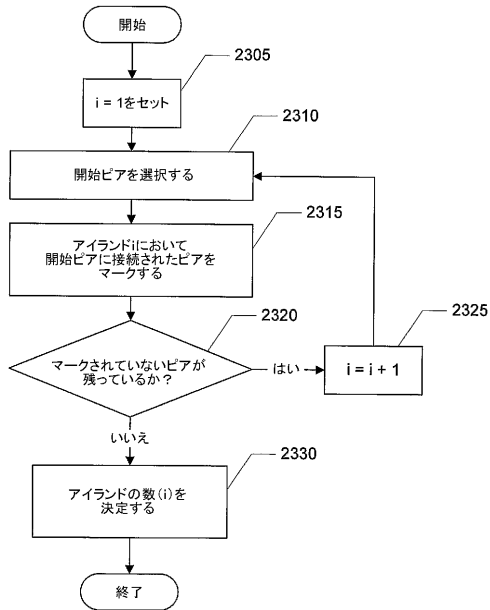 開始
2305
i = 1をセット
2310
開始ピアを選択する
2315
アイランドiにおいて
開始ピアに接続されたピアを
マークする
2320
マークされていないピアが
残っているか？
はい
2325
i = i + 1
いいえ
2330
アイランドの数(i)を
決定する
終了